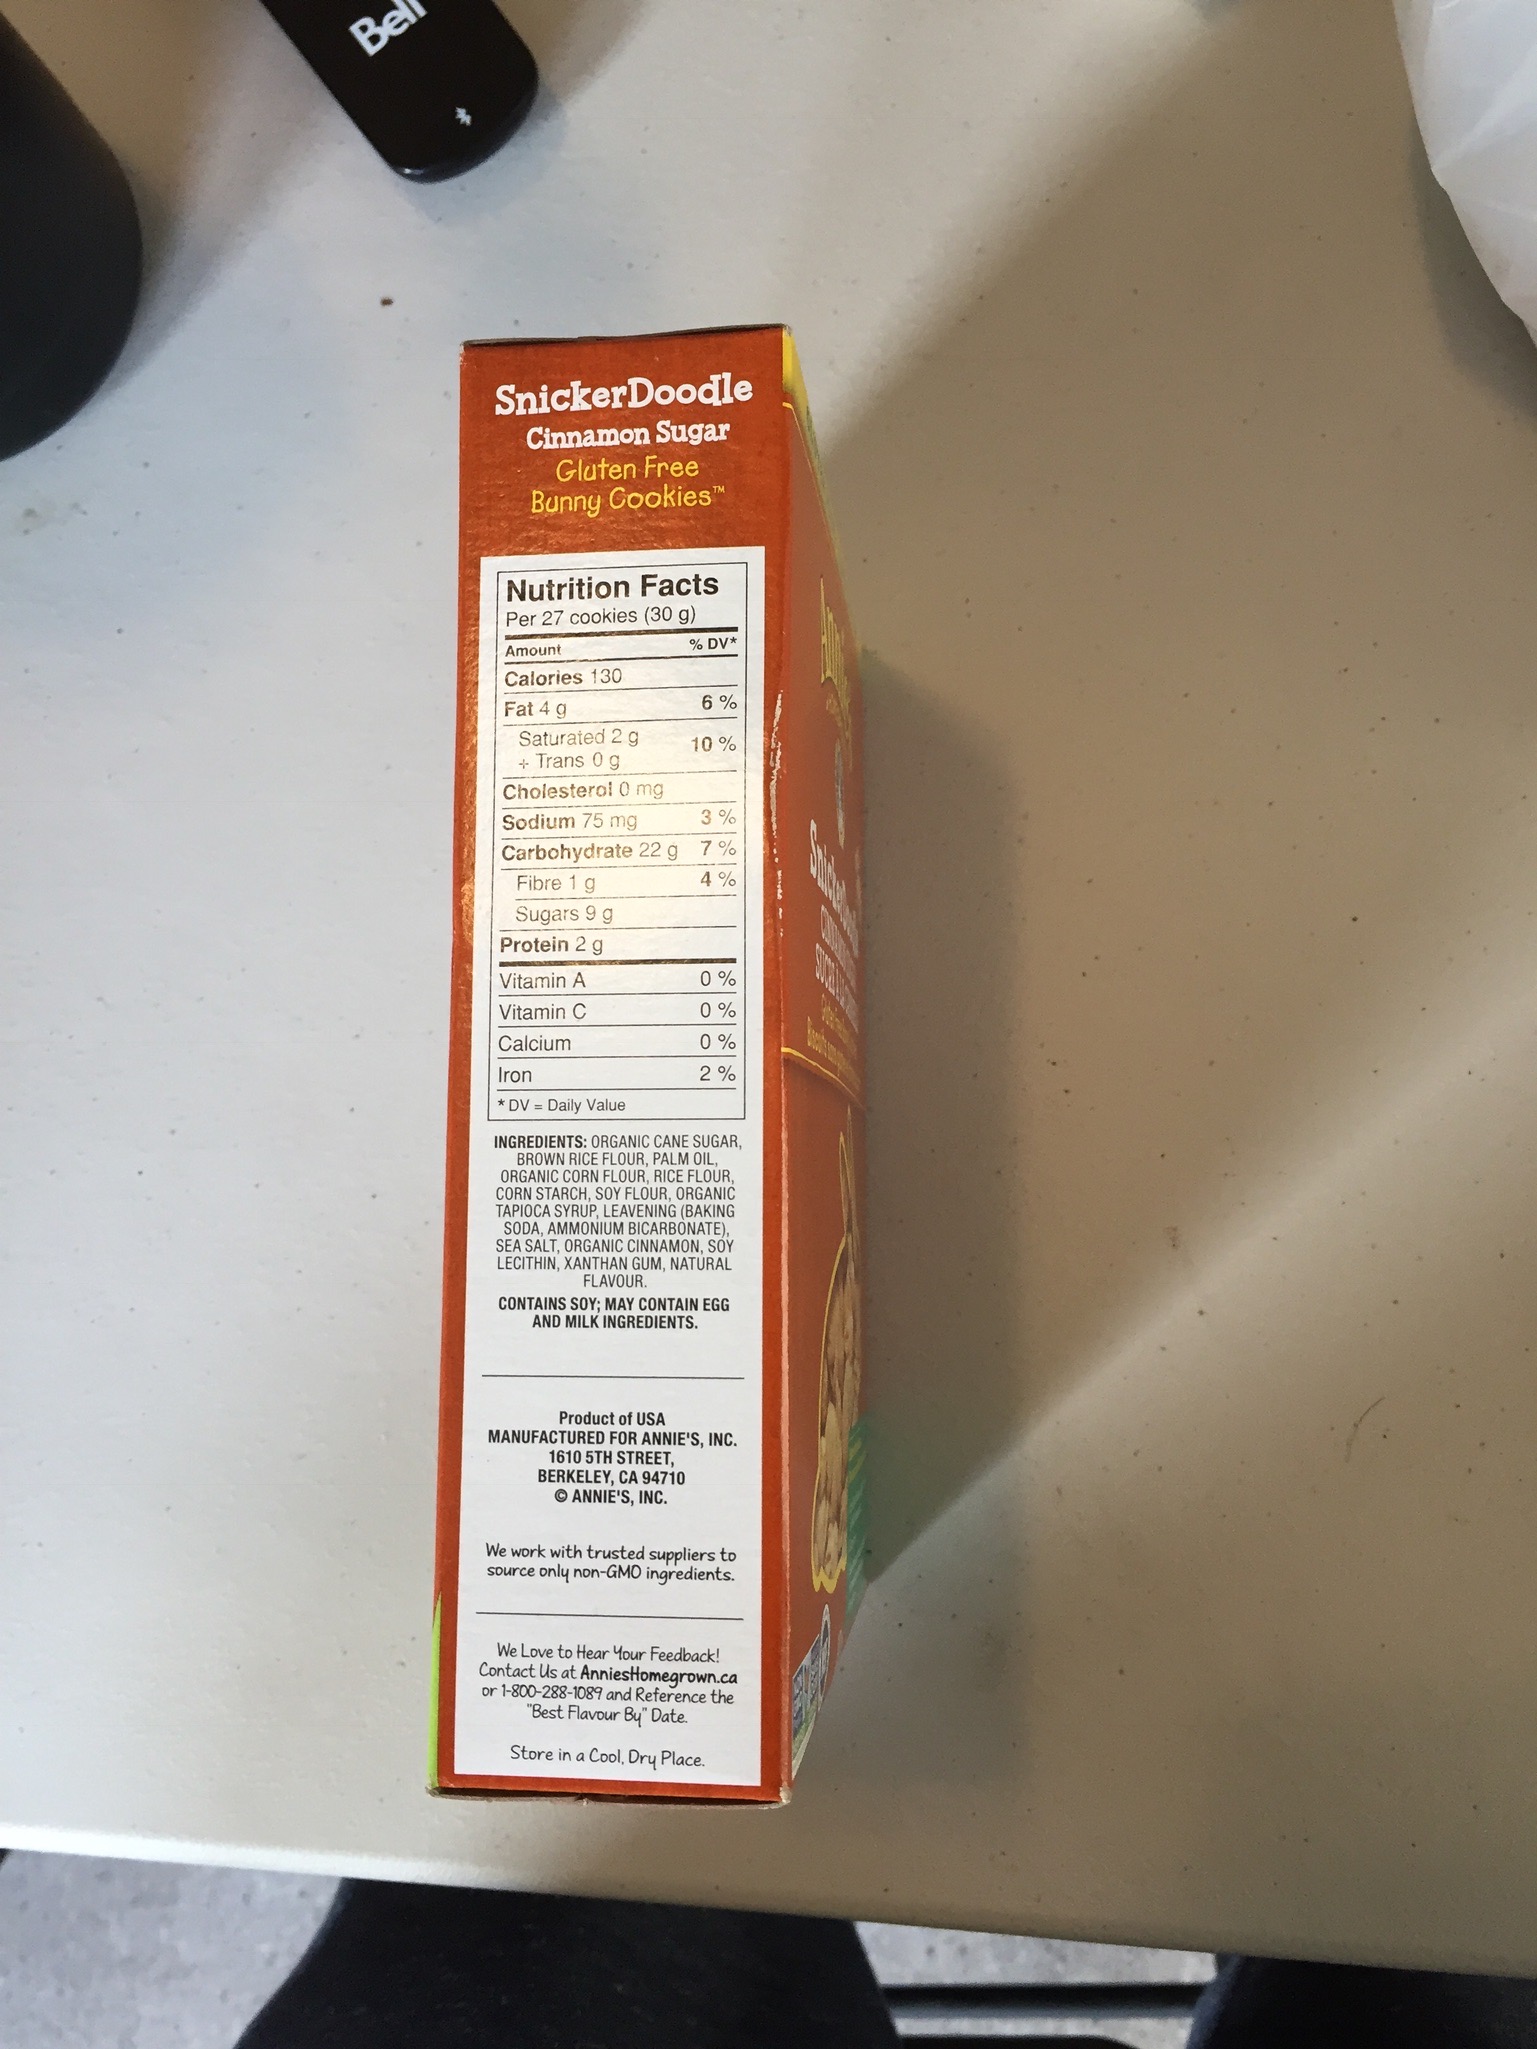 Bell
SnickerDoodle
Cinnamon Sugar
Gluten Free
Bunny Cookies™
Nutrition Facts
Per 27 cookies (30 g)
Amount % DV*
Calories 130
Fat 4 g 6 %
Saturated 2 g
+ Trans 0 g 10 %
Cholesterol 0 mg
Sodium 75 mg 3 %
Carbohydrate 22 g 7 %
Fibre 1 g 4 %
Sugars 9 g
Protein 2 g
Vitamin A 0 %
Vitamin C 0 %
Calcium 0 %
Iron 2 %
* DV = Daily Value
INGREDIENTS: ORGANIC CANE SUGAR,
BROWN RICE FLOUR, PALM OIL,
ORGANIC CORN FLOUR, RICE FLOUR,
CORN STARCH, SOY FLOUR, ORGANIC
TAPIOCA SYRUP, LEAVENING (BAKING
SODA, AMMONIUM BICARBONATE),
SEA SALT, ORGANIC CINNAMON, SOY
LECITHIN, XANTHAN GUM, NATURAL
FLAVOUR.
CONTAINS SOY; MAY CONTAIN EGG
AND MILK INGREDIENTS.
Product of USA
MANUFACTURED FOR ANNIE'S, INC.
1610 5TH STREET,
BERKELEY, CA 94710
© ANNIE'S, INC.
We work with trusted suppliers to
source only non-GMO ingredients.
We Love to Hear Your Feedback!
Contact Us at AnniesHomegrown.ca
or 1-800-288-1089 and Reference the
"Best Flavour By" Date.
Store in a Cool, Dry Place.